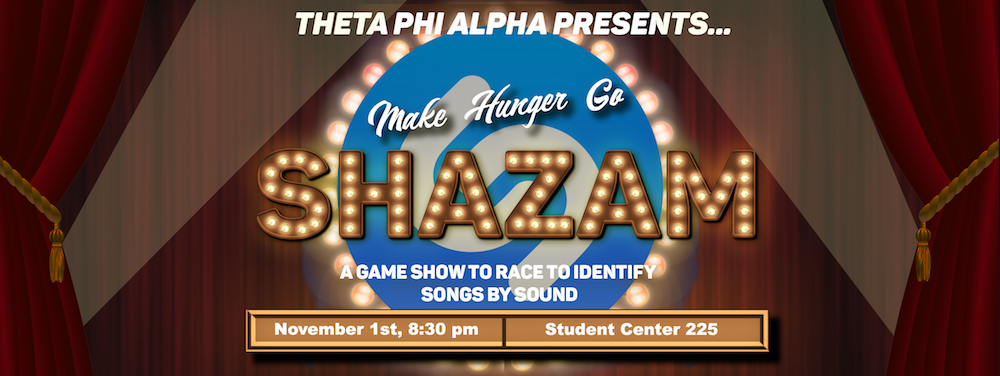 THETA PHI ALPHA PRESENTS...
Make Hunger Go
SHAZAM
A GAME SHOW TO RACE TO IDENTIFY
SONGS BY SOUND
November 1st, 8:30 pm
Student Center 225